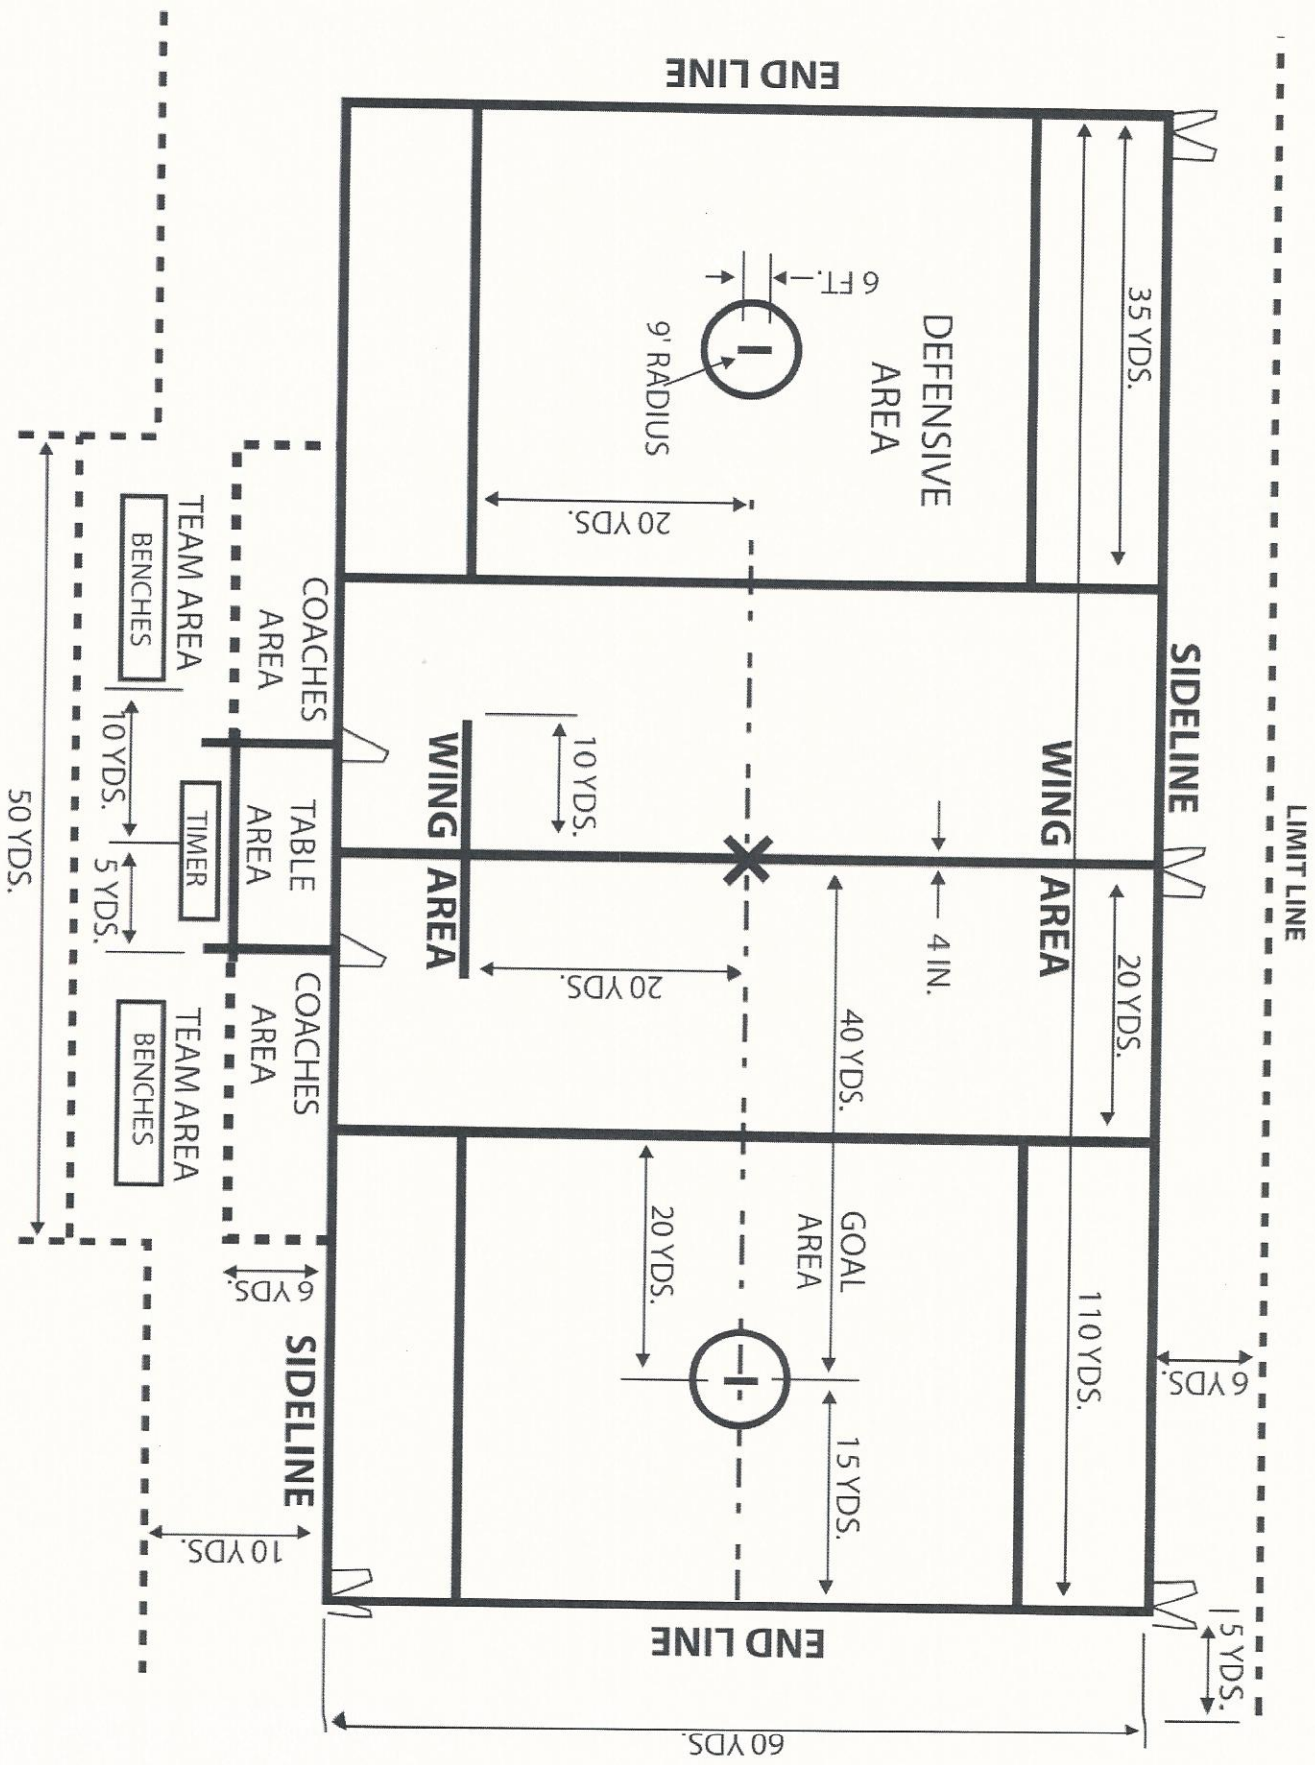 LIMIT LINE
6 YDS.
5 YDS.
SIDELINE
35 YDS.
20 YDS.
110 YDS.
WING AREA
END LINE
DEFENSIVE
AREA
6 FT.
9' RADIUS
20 YDS.
4 IN.
40 YDS.
GOAL
AREA
15 YDS.
20 YDS.
10 YDS.
20 YDS.
END LINE
60 YDS.
WING AREA
COACHES
AREA
TABLE
AREA
COACHES
AREA
SIDELINE
6 YDS.
10 YDS.
TEAM AREA
BENCHES
TIMER
TEAM AREA
BENCHES
10 YDS.
5 YDS.
50 YDS.